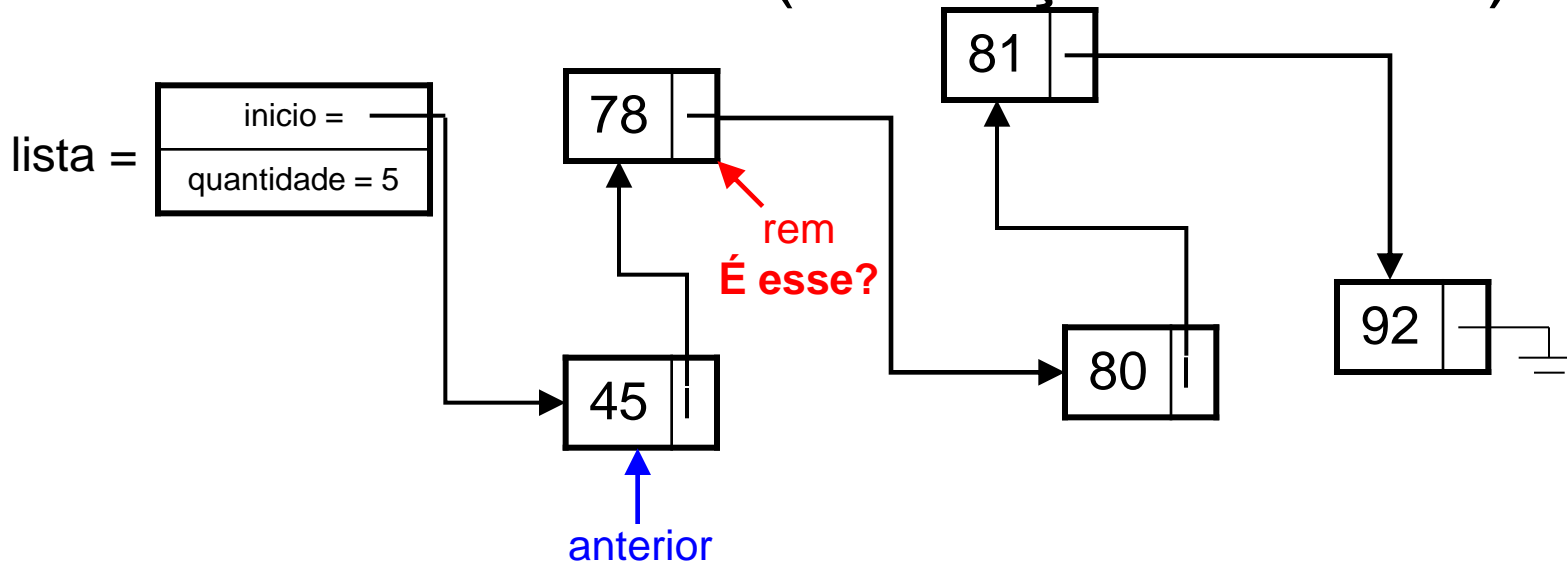 81
78
inicio =
lista =
quantidade = 5
rem
É esse?
92
80
45
anterior